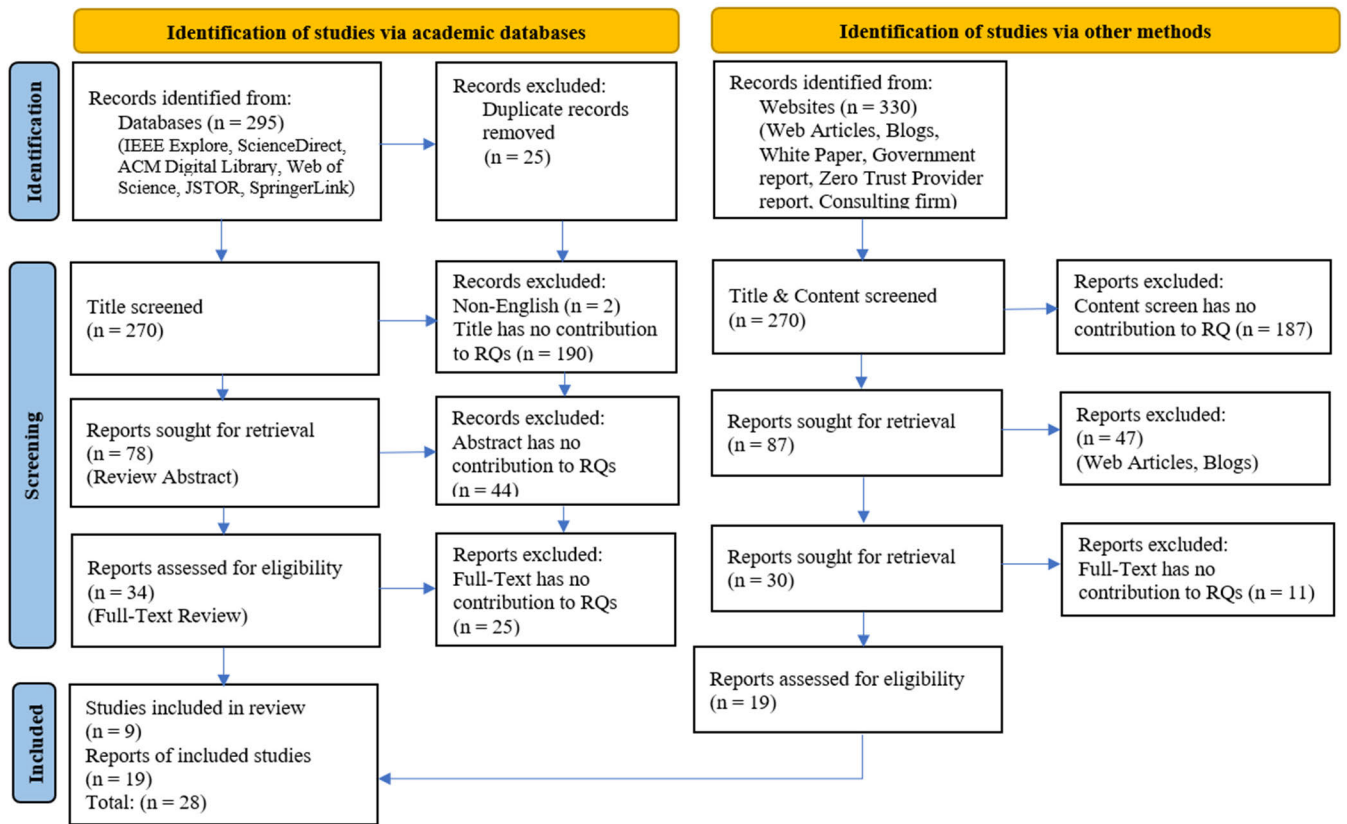 Identification of studies via academic databases
Identification of studies via other methods
Identification
Records identified from:
Databases (n = 295)
(IEEE Explore, ScienceDirect,
ACM Digital Library, Web of
Science, JSTOR, SpringerLink)
Records excluded:
Duplicate records
removed
(n = 25)
Records identified from:
Websites (n = 330)
(Web Articles, Blogs,
White Paper, Government
report, Zero Trust Provider
report, Consulting firm)
Screening
Title screened
(n = 270)
Records excluded:
Non-English (n = 2)
Title has no contribution
to RQs (n = 190)
Title & Content screened
(n = 270)
Reports excluded:
Content screen has no
contribution to RQ (n = 187)
Reports sought for retrieval
(n = 78)
(Review Abstract)
Records excluded:
Abstract has no
contribution to RQs
(n = 44)
Reports sought for retrieval
(n = 87)
Reports excluded:
(n = 47)
(Web Articles, Blogs)
Reports assessed for eligibility
(n = 34)
(Full-Text Review)
Reports excluded:
Full-Text has no
contribution to RQs
(n = 25)
Reports sought for retrieval
(n = 30)
Reports excluded:
Full-Text has no
contribution to RQs (n = 11)
Reports assessed for eligibility
(n = 19)
Included
Studies included in review
(n = 9)
Reports of included studies
(n = 19)
Total: (n = 28)